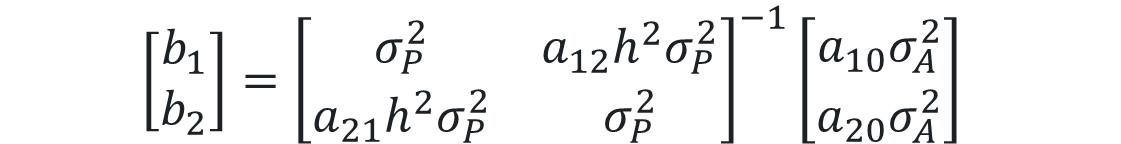 [b₁ b₂] = [σ²_P a₁₂h²σ²_P a₂₁h²σ²_P σ²_P]⁻¹ [a₁₀σ²_A a₂₀σ²_A]